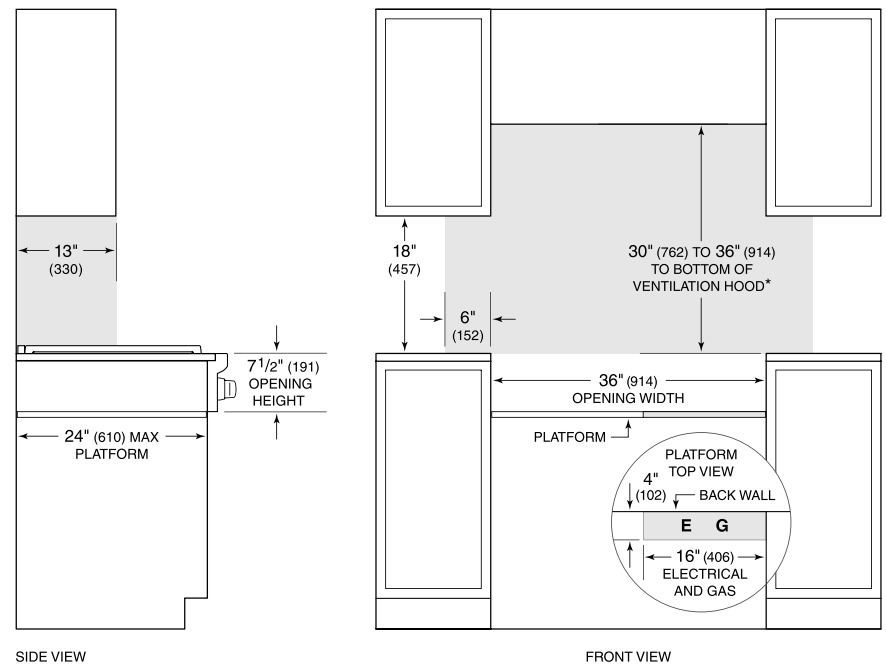 13"
(330)
7 1/2" (191)
OPENING
HEIGHT
24" (610) MAX
PLATFORM
SIDE VIEW
18"
(457)
6"
(152)
30" (762) TO 36" (914)
TO BOTTOM OF
VENTILATION HOOD*
36" (914)
OPENING WIDTH
PLATFORM
PLATFORM
TOP VIEW
4"
(102)
BACK WALL
E G
16" (406)
ELECTRICAL
AND GAS
FRONT VIEW